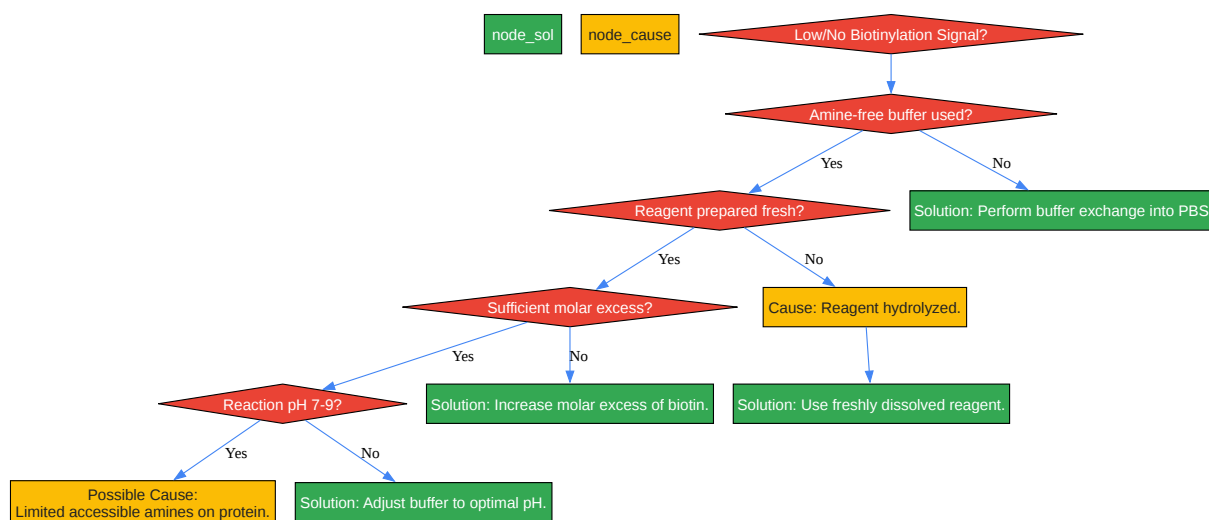 node_sol
node_cause
Low/No Biotinylation Signal?
Amine-free buffer used?
Yes
No
Reagent prepared fresh?
Solution: Perform buffer exchange into PBS
Yes
No
Sufficient molar excess?
Cause: Reagent hydrolyzed.
Yes
No
Reaction pH 7-9?
Solution: Increase molar excess of biotin.
Solution: Use freshly dissolved reagent.
Yes
No
Possible Cause:
Limited accessible amines on protein.
Solution: Adjust buffer to optimal pH.